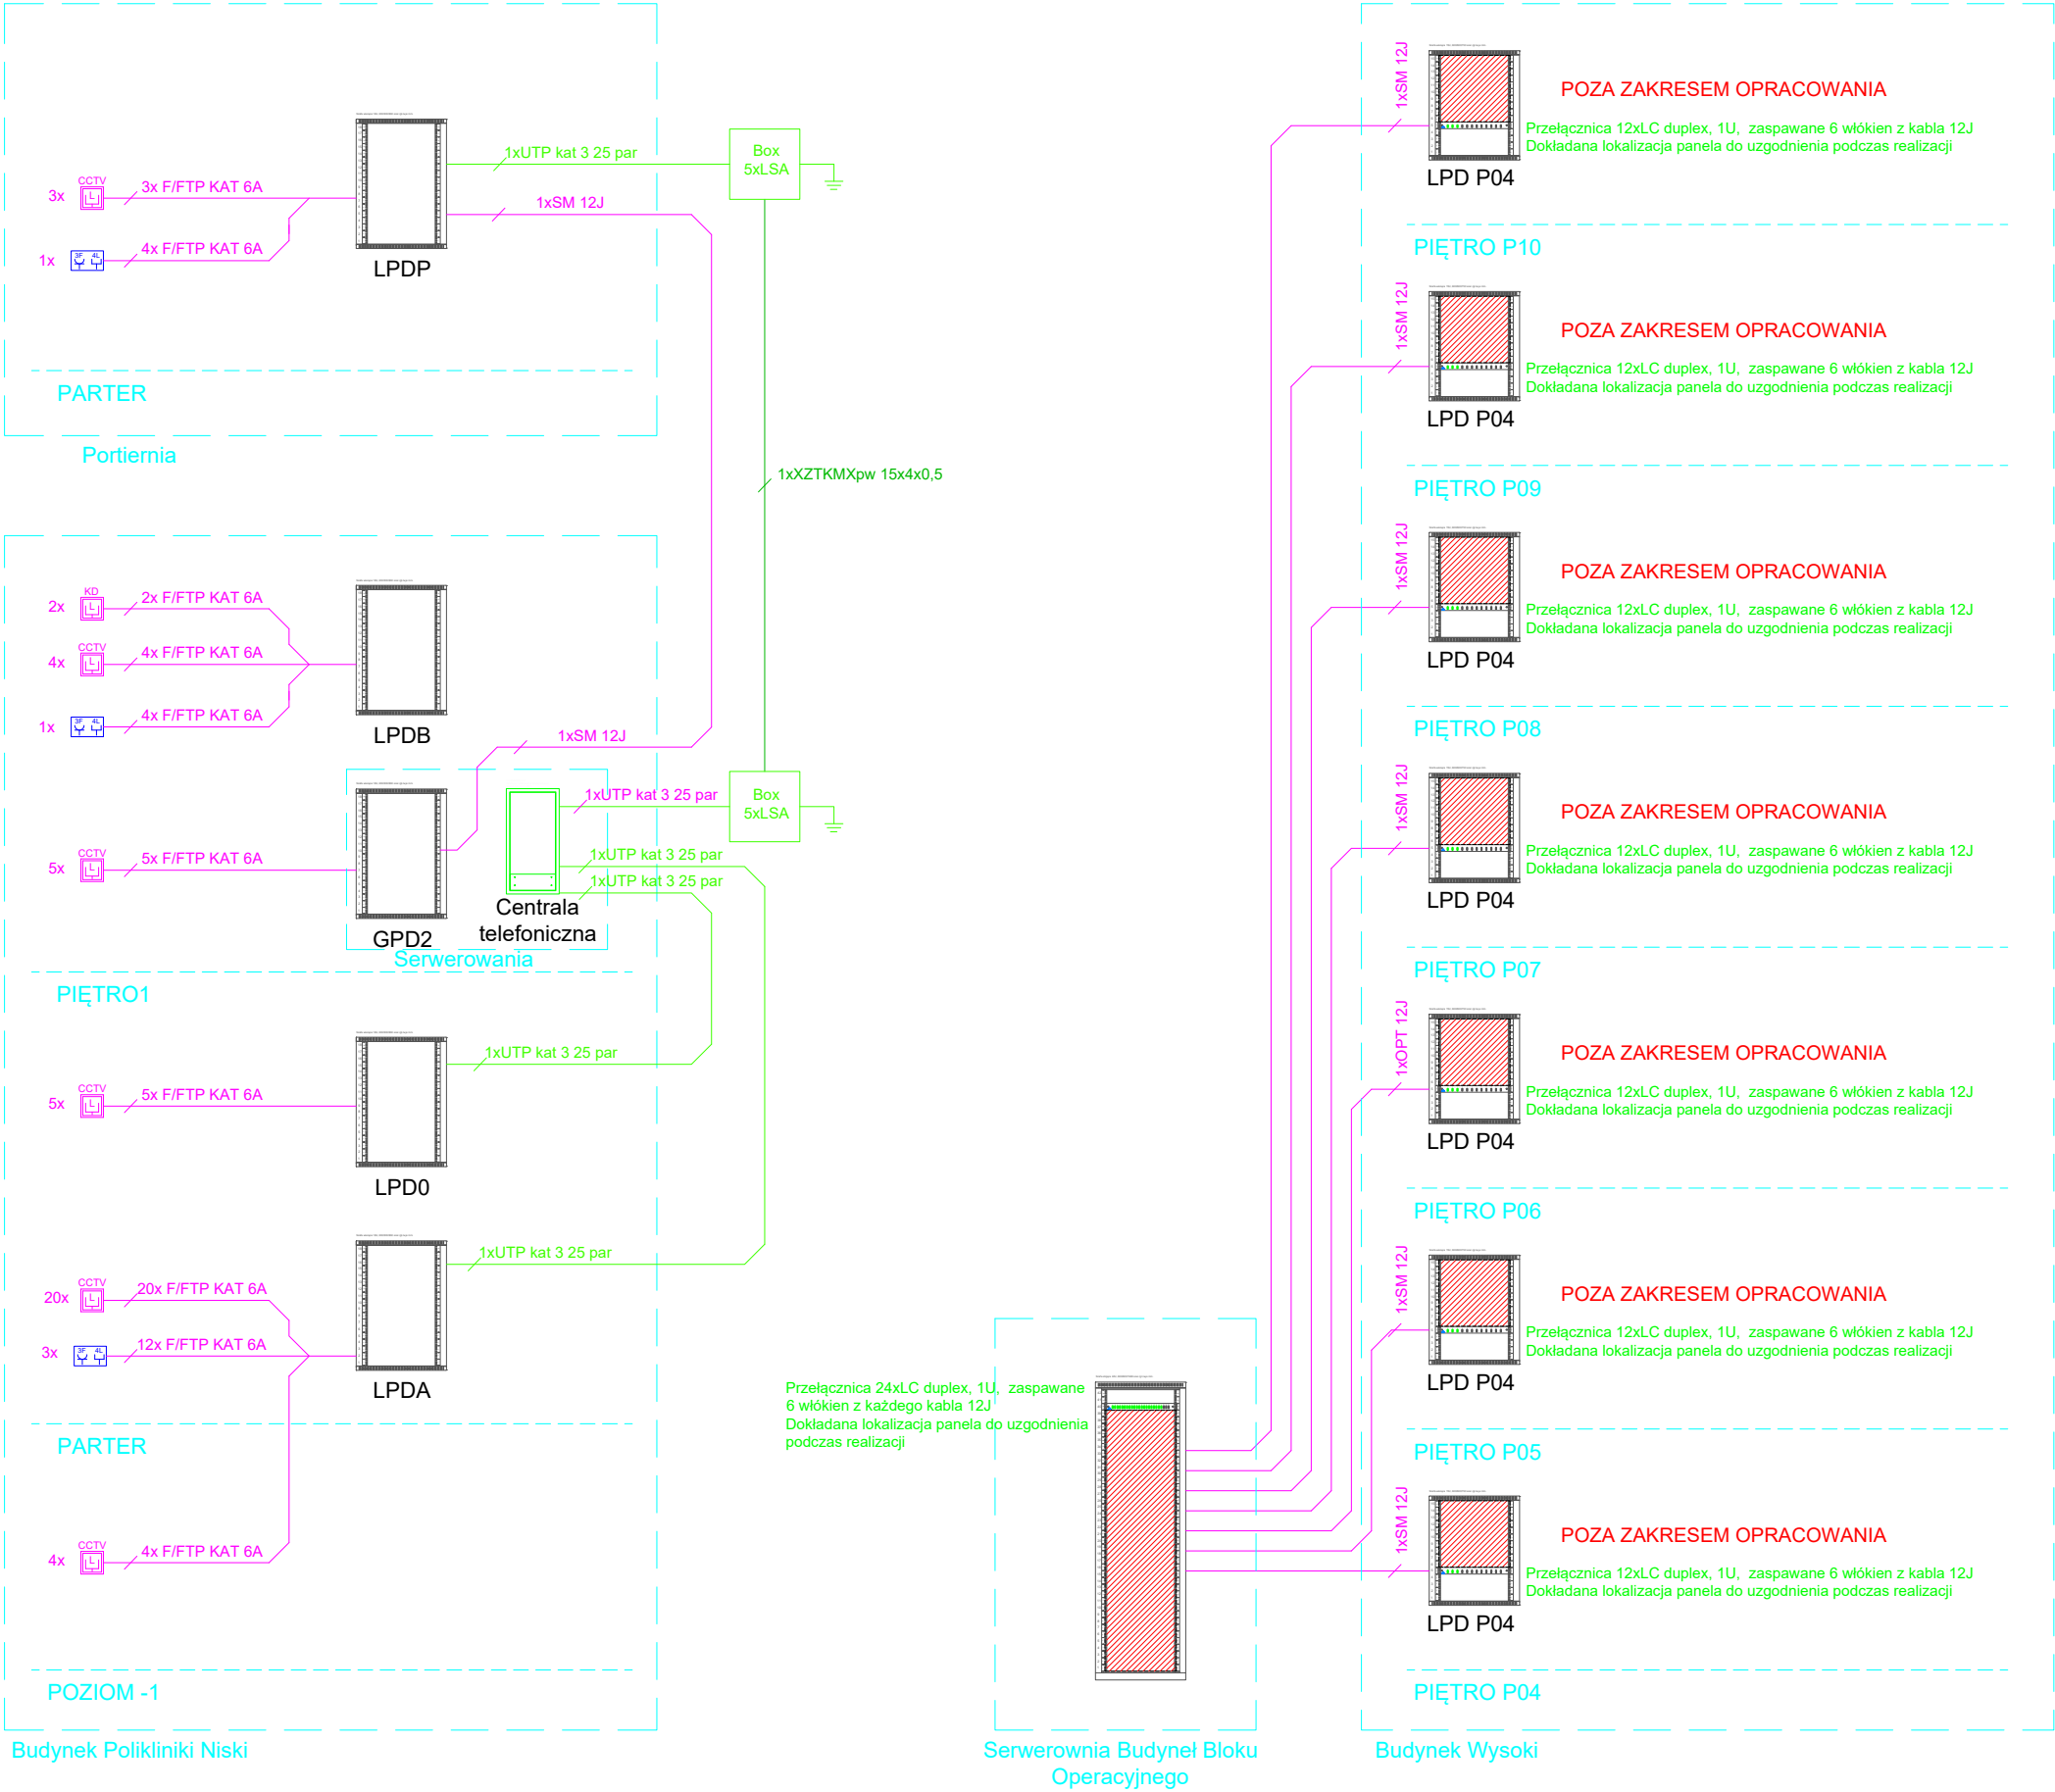 CCTV
3x
3x F/FTP KAT 6A
1x
3F 4L
4x F/FTP KAT 6A
LPDP
1xUTP kat 3 25 par
Box
5xLSA
1xSM 12J
PARTER
Portiernia
1xXZTKMXpw 15x4x0,5
KD
2x
2x F/FTP KAT 6A
CCTV
4x
4x F/FTP KAT 6A
1x
3F 4L
4x F/FTP KAT 6A
LPDB
1xSM 12J
1xUTP kat 3 25 par
Box
5xLSA
CCTV
5x
5x F/FTP KAT 6A
1xUTP kat 3 25 par
1xUTP kat 3 25 par
GPD2
Centrala
telefoniczna
Serwerowania
PIĘTRO1
1xUTP kat 3 25 par
CCTV
5x
5x F/FTP KAT 6A
LPD0
1xUTP kat 3 25 par
CCTV
20x
20x F/FTP KAT 6A
3x
3F 4L
12x F/FTP KAT 6A
LPDA
PARTER
CCTV
4x
4x F/FTP KAT 6A
POZIOM -1
Budynek Polikliniki Niski
Przełącznica 24xLC duplex, 1U, zaspawane
6 włókien z każdego kabla 12J
Dokładana lokalizacja panela do uzgodnienia
podczas realizacji
Serwerownia Budyneł Bloku
Operacyjnego
1xSM 12J
POZA ZAKRESEM OPRACOWANIA
Przełącznica 12xLC duplex, 1U, zaspawane 6 włókien z kabla 12J
Dokładana lokalizacja panela do uzgodnienia podczas realizacji
LPD P04
PIĘTRO P10
1xSM 12J
POZA ZAKRESEM OPRACOWANIA
Przełącznica 12xLC duplex, 1U, zaspawane 6 włókien z kabla 12J
Dokładana lokalizacja panela do uzgodnienia podczas realizacji
LPD P04
PIĘTRO P09
1xSM 12J
POZA ZAKRESEM OPRACOWANIA
Przełącznica 12xLC duplex, 1U, zaspawane 6 włókien z kabla 12J
Dokładana lokalizacja panela do uzgodnienia podczas realizacji
LPD P04
PIĘTRO P08
1xSM 12J
POZA ZAKRESEM OPRACOWANIA
Przełącznica 12xLC duplex, 1U, zaspawane 6 włókien z kabla 12J
Dokładana lokalizacja panela do uzgodnienia podczas realizacji
LPD P04
PIĘTRO P07
1xOPT 12J
POZA ZAKRESEM OPRACOWANIA
Przełącznica 12xLC duplex, 1U, zaspawane 6 włókien z kabla 12J
Dokładana lokalizacja panela do uzgodnienia podczas realizacji
LPD P04
PIĘTRO P06
1xSM 12J
POZA ZAKRESEM OPRACOWANIA
Przełącznica 12xLC duplex, 1U, zaspawane 6 włókien z kabla 12J
Dokładana lokalizacja panela do uzgodnienia podczas realizacji
LPD P04
PIĘTRO P05
1xSM 12J
POZA ZAKRESEM OPRACOWANIA
Przełącznica 12xLC duplex, 1U, zaspawane 6 włókien z kabla 12J
Dokładana lokalizacja panela do uzgodnienia podczas realizacji
LPD P04
PIĘTRO P04
Budynek Wysoki